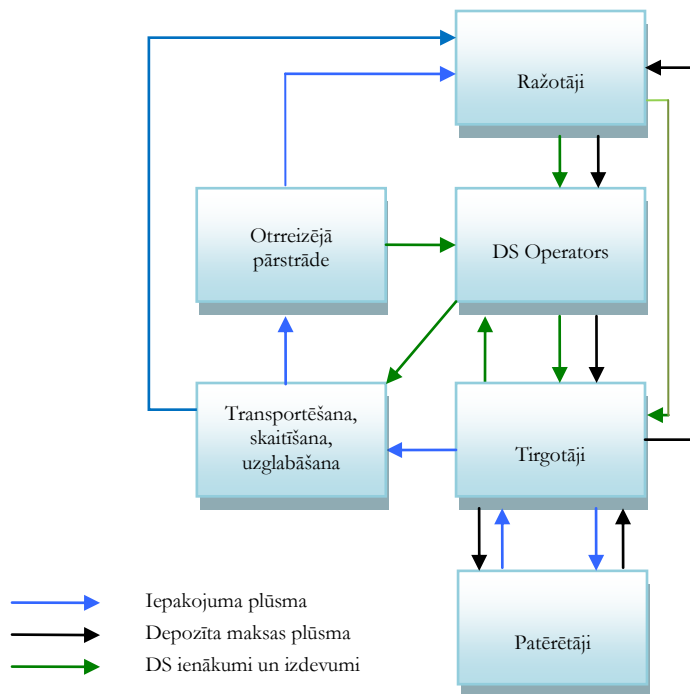 Ražotāji
Otrreizējā
pārstrāde
DS Operators
Transportēšana,
skaitīšana,
uzglabāšana
Tirgotāji
Patērētāji
Iepakojuma plūsma
Depozīta maksas plūsma
DS ienākumi un izdevumi